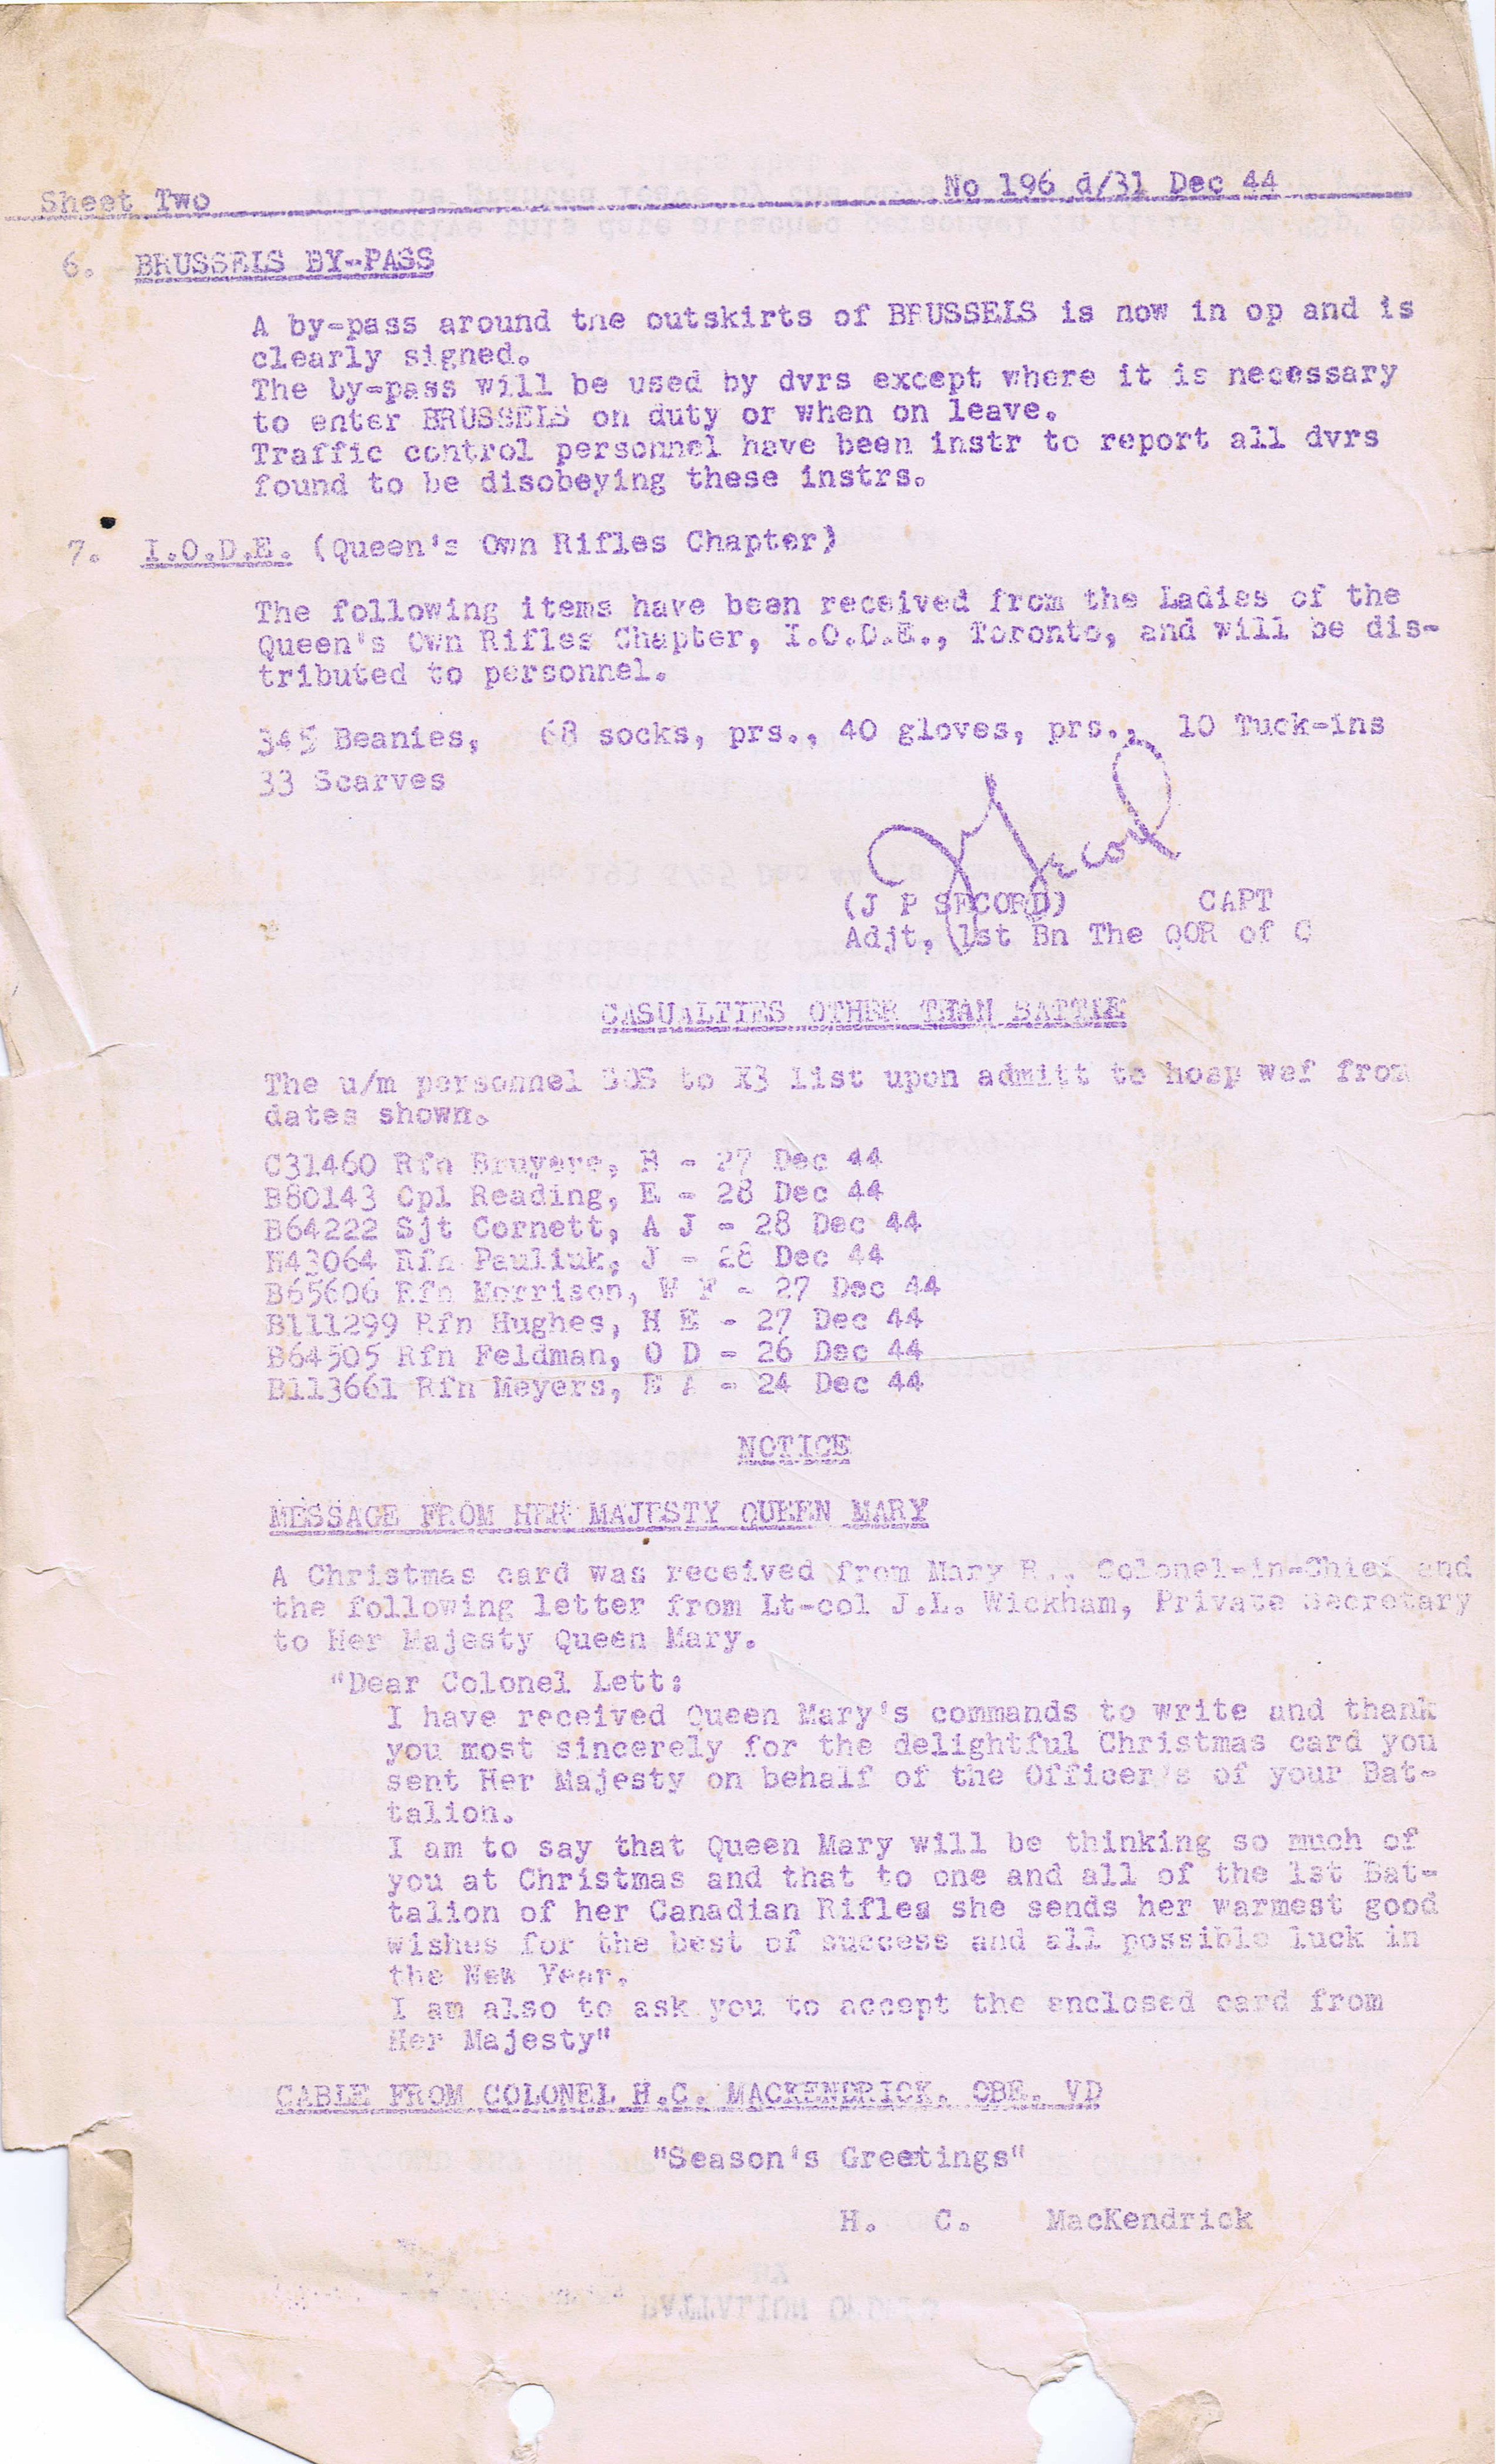 Sheet Two No 196 d/31 Dec 44
6. BRUSSELS BY-PASS
A by-pass around the outskirts of BRUSSELS is now in op and is
clearly signed.
The by-pass will be used by dvrs except where it is necessary
to enter BRUSSELS on duty or when on leave.
Traffic control personnel have been instr to report all dvrs
found to be disobeying these instrs.
7. I.O.D.E. (Queen's Own Rifles Chapter)
The following items have been received from the Ladies of the
Queen's Own Rifles Chapter, I.O.D.E., Toronto, and will be dis-
tributed to personnel.
345 Beanies, 68 socks, prs., 40 gloves, prs., 10 Tuck-ins
33 Scarves
JP Secord
(J P SECORD) CAPT
Adjt, 1st Bn The QOR of C
CASUALTIES OTHER THAN BATTLE
The u/m personnel SOS to X3 list upon admitt to hosp wef from
dates shown.
C31460 Rfn Bruyere, H - 27 Dec 44
B80143 Cpl Reading, E - 28 Dec 44
B64222 Sjt Cornett, A J - 28 Dec 44
H43064 Rfn Pauliuk, J - 28 Dec 44
B65606 Rfn Morrison, W F - 27 Dec 44
B111299 Rfn Hughes, H E - 27 Dec 44
B64505 Rfn Feldman, O D - 26 Dec 44
B113661 Rfn Meyers, E A - 24 Dec 44
NOTICE
MESSAGE FROM HER MAJESTY QUEEN MARY
A Christmas card was received from Mary R., Colonel-in-Chief and
the following letter from Lt-col J.L. Wickham, Private Secretary
to Her Majesty Queen Mary.
"Dear Colonel Lett:
I have received Queen Mary's commands to write and thank
you most sincerely for the delightful Christmas card you
sent Her Majesty on behalf of the Officer's of your Bat-
talion.
I am to say that Queen Mary will be thinking so much of
you at Christmas and that to one and all of the 1st Bat-
talion of her Canadian Rifles she sends her warmest good
wishes for the best of success and all possible luck in
the New Year.
I am also to ask you to accept the enclosed card from
Her Majesty"
CABLE FROM COLONEL H.C. MACKENDRICK, CBE, VD
"Season's Greetings"
H. C. MacKendrick